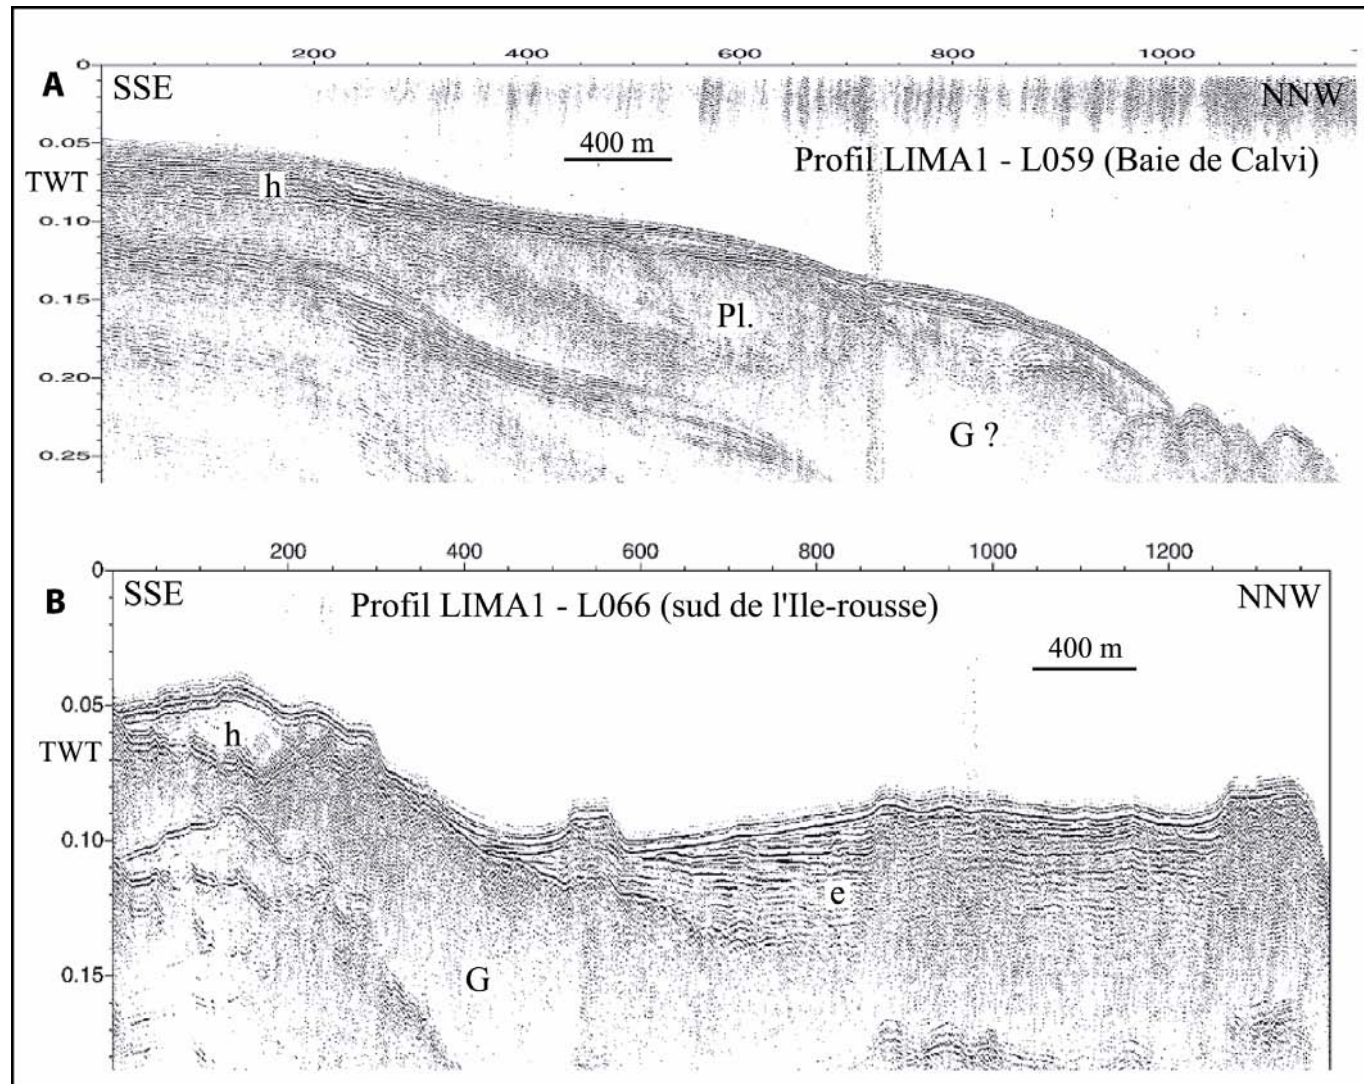 200 400 600 800 1000
0
A SSE NNW
400 m
Profil LIMA1 - L059 (Baie de Calvi)
0.05
TWT
h
0.10
0.15
Pl.
0.20
G ?
0.25
200 400 600 800 1000 1200
0
B SSE NNW
Profil LIMA1 - L066 (sud de l'Ile-rousse)
400 m
0.05
h
TWT
0.10
e
0.15
G